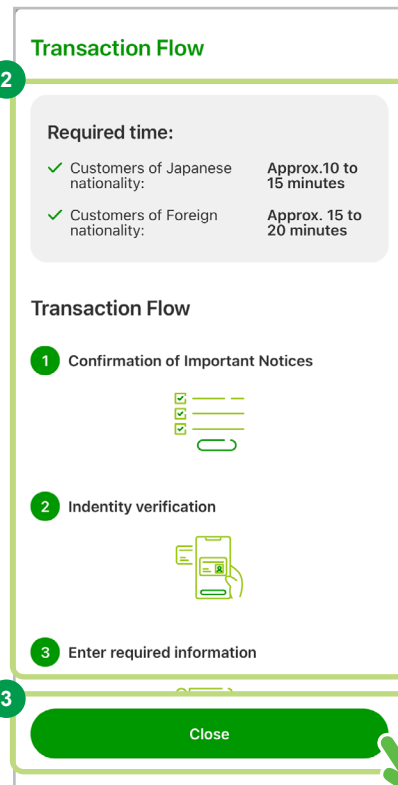 Transaction Flow
2
Required time:
Customers of Japanese
nationality:
Approx.10 to
15 minutes
Customers of Foreign
nationality:
Approx. 15 to
20 minutes
Transaction Flow
1 Confirmation of Important Notices
2 Indentity verification
3 Enter required information
3
Close